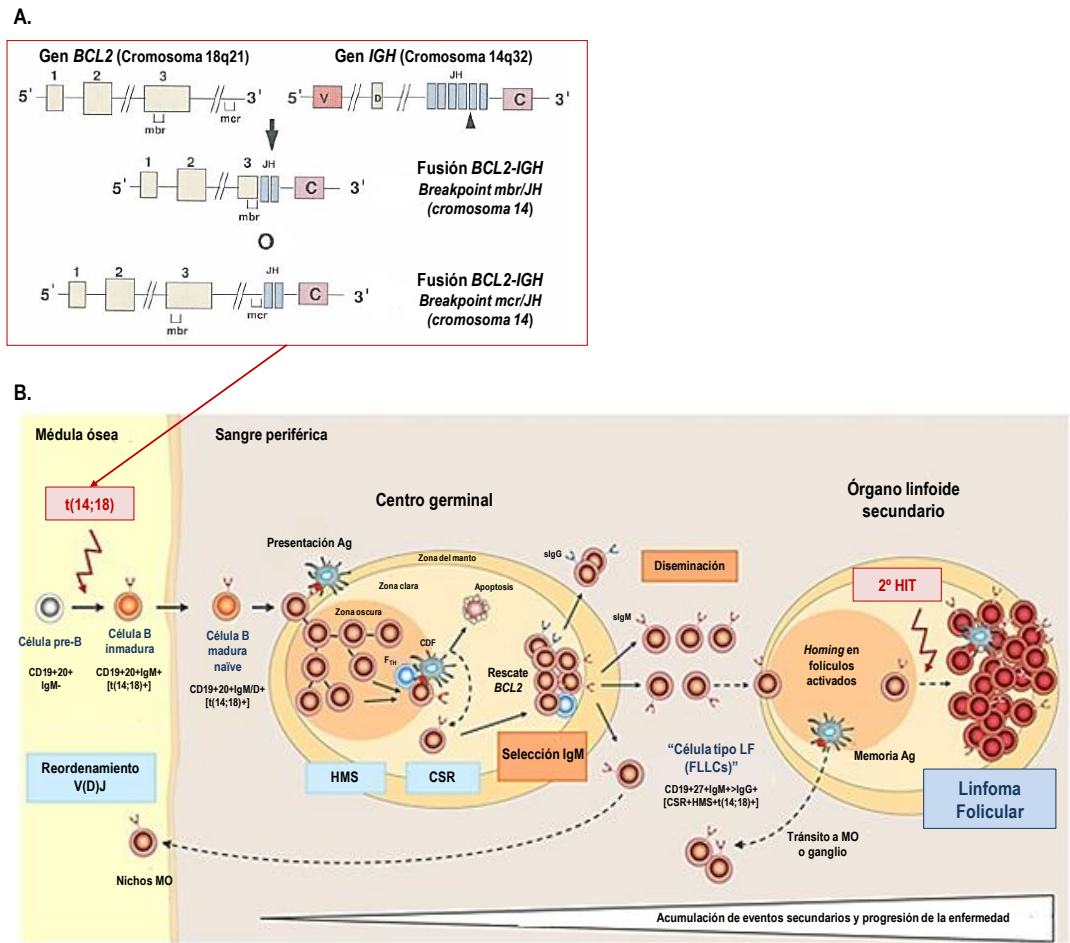 A.
Gen BCL2 (Cromosoma 18q21)
Gen IGH (Cromosoma 14q32)
1 2 3
5' 3'
mbr
mcr
JH
5' V D C 3'
1 2 3 JH
5' C 3'
mbr
Fusión BCL2-IGH
Breakpoint mbr/JH
(cromosoma 14)
O
1 2 3 JH
5' C 3'
mbr
mcr
Fusión BCL2-IGH
Breakpoint mcr/JH
(cromosoma 14)
B.
Médula ósea
Sangre periférica
t(14;18)
Centro germinal
Órgano linfoide
secundario
Presentación Ag
Zona del manto
Zona clara
Zona oscura
Apoptosis
CDF
FTH
sIgG
Diseminación
sIgM
2º HIT
Célula pre-B
CD19+20+
IgM-
Célula B
inmadura
CD19+20+IgM+
[t(14;18)+]
Célula B
madura
naïve
CD19+20+IgM/D+
[t(14;18)+]
Rescate
BCL2
Homing en
folículos
activados
Memoria Ag
Reordenamiento
V(D)J
HMS
CSR
Selección IgM
“Célula tipo LF
(FLLCs)”
CD19+27+IgM+>IgG+
[CSR+HMS+t(14;18)+]
Linfoma
Folicular
Tránsito a MO
o ganglio
Nichos MO
Acumulación de eventos secundarios y progresión de la enfermedad